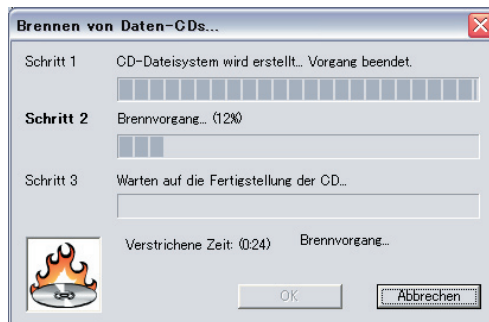 Brennen von Daten-CDs...
Schritt 1 CD-Dateisystem wird erstellt... Vorgang beendet.
Schritt 2 Brennvorgang... (12%)
Schritt 3 Warten auf die Fertigstellung der CD...
Verstrichene Zeit: (0:24) Brennvorgang...
OK Abbrechen